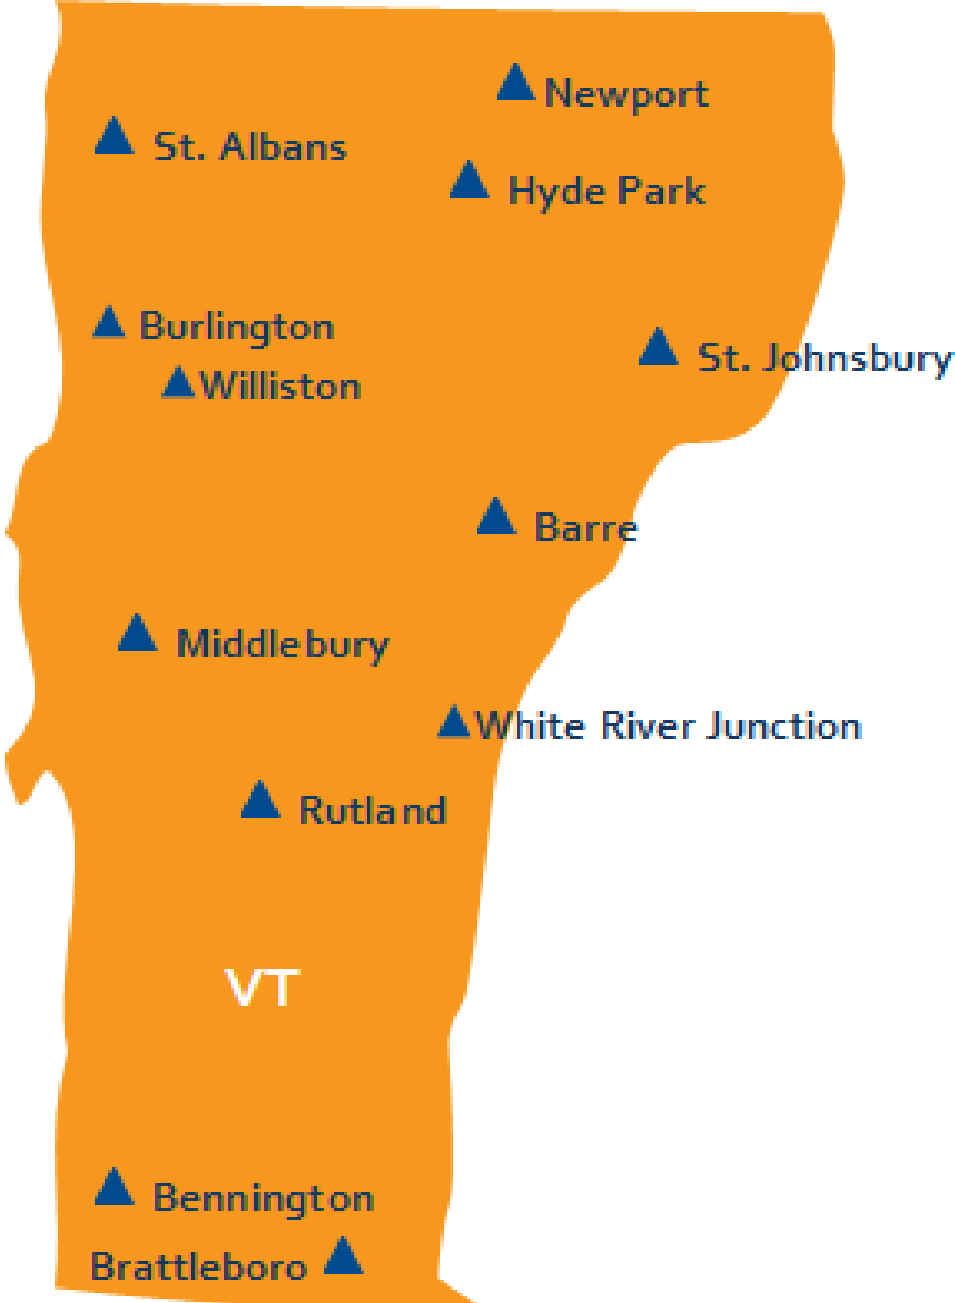 Newport
St. Albans
Hyde Park
Burlington
St. Johnsbury
Williston
Barre
Middlebury
White River Junction
Rutland
VT
Bennington
Brattleboro